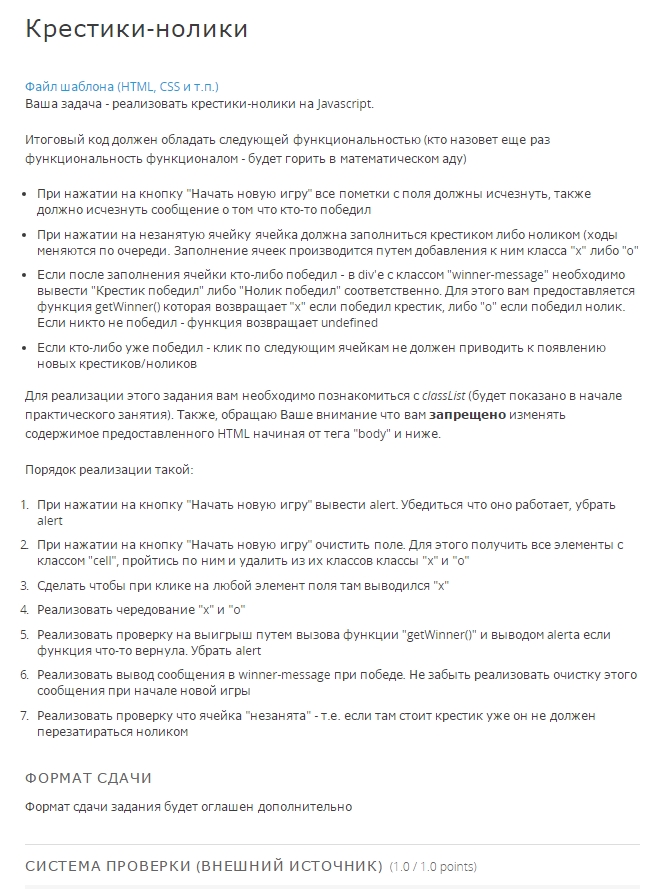 Крестики-нолики
Файл шаблона (HTML, CSS и т.п.)
Ваша задача - реализовать крестики-нолики на Javascript.
Итоговый код должен обладать следующей функциональностью (кто назовет еще раз
функциональность функционалом - будет горить в математическом аду)
• При нажатии на кнопку "Начать новую игру" все пометки с поля должны исчезнуть, также
должно исчезнуть сообщение о том что кто-то победил
• При нажатии на незанятую ячейку ячейка должна заполниться крестиком либо ноликом (ходы
меняются по очереди. Заполнение ячеек производится путем добавления к ним класса "x" либо "o"
• Если после заполнения ячейки кто-либо победил - в div'е с классом "winner-message" необходимо
вывести "Крестик победил" либо "Нолик победил" соответственно. Для этого вам предоставляется
функция getWinner() которая возвращает "x" если победил крестик, либо "o" если победил нолик.
Если никто не победил - функция возвращает undefined
• Если кто-либо уже победил - клик по следующим ячейкам не должен приводить к появлению
новых крестиков/ноликов
Для реализации этого задания вам необходимо познакомиться с classList (будет показано в начале
практического занятия). Также, обращаю Ваше внимание что вам запрещено изменять
содержимое предоставленного HTML начиная от тега "body" и ниже.
Порядок реализации такой:
1. При нажатии на кнопку "Начать новую игру" вывести alert. Убедиться что оно работает, убрать
alert
2. При нажатии на кнопку "Начать новую игру" очистить поле. Для этого получить все элементы с
классом "cell", пройтись по ним и удалить из их классов классы "x" и "o"
3. Сделать чтобы при клике на любой элемент поля там выводился "x"
4. Реализовать чередование "x" и "o"
5. Реализовать проверку на выигрыш путем вызова функции "getWinner()" и выводом alertа если
функция что-то вернула. Убрать alert
6. Реализовать вывод сообщения в winner-message при победе. Не забыть реализовать очистку этого
сообщения при начале новой игры
7. Реализовать проверку что ячейка "незанята" - т.е. если там стоит крестик уже он не должен
перезатираться ноликом
ФОРМАТ СДАЧИ
Формат сдачи задания будет оглашен дополнительно
СИСТЕМА ПРОВЕРКИ (ВНЕШНИЙ ИСТОЧНИК) (1.0 / 1.0 points)